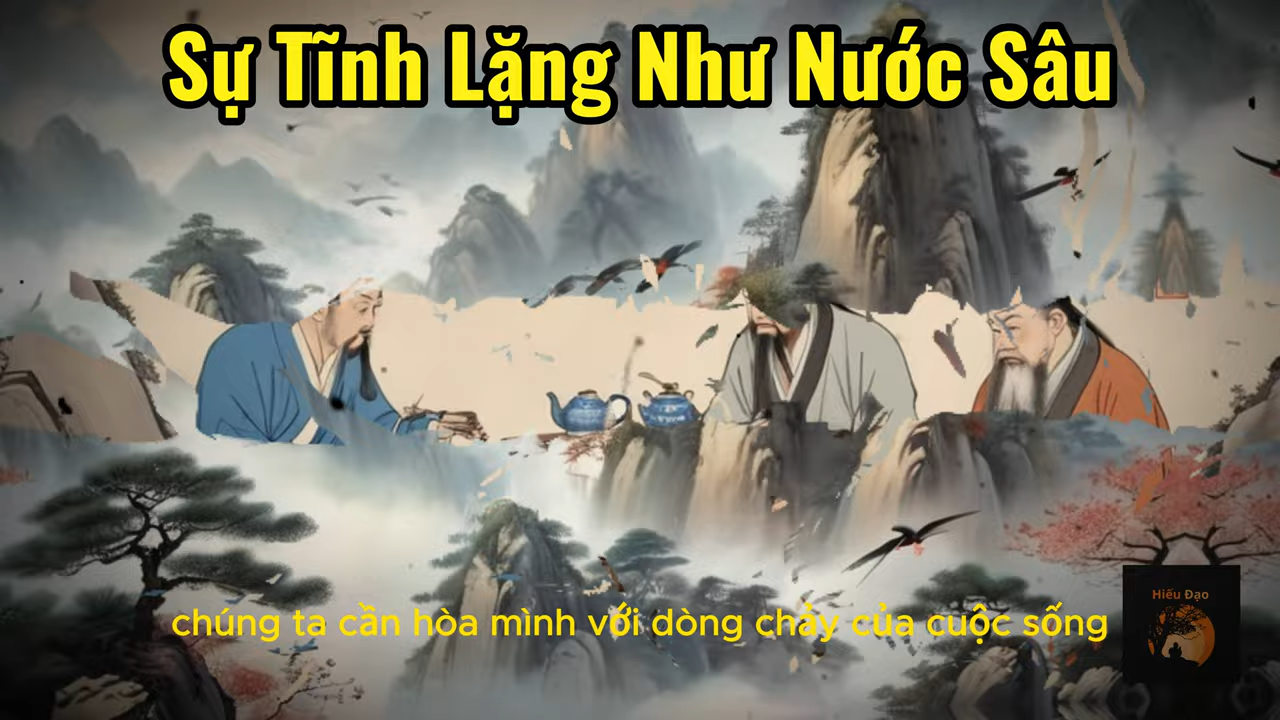 Sự Tĩnh Lặng Như Nước Sâu
chúng ta cần hòa mình với dòng chảy của cuộc sống
Hiếu Đạo